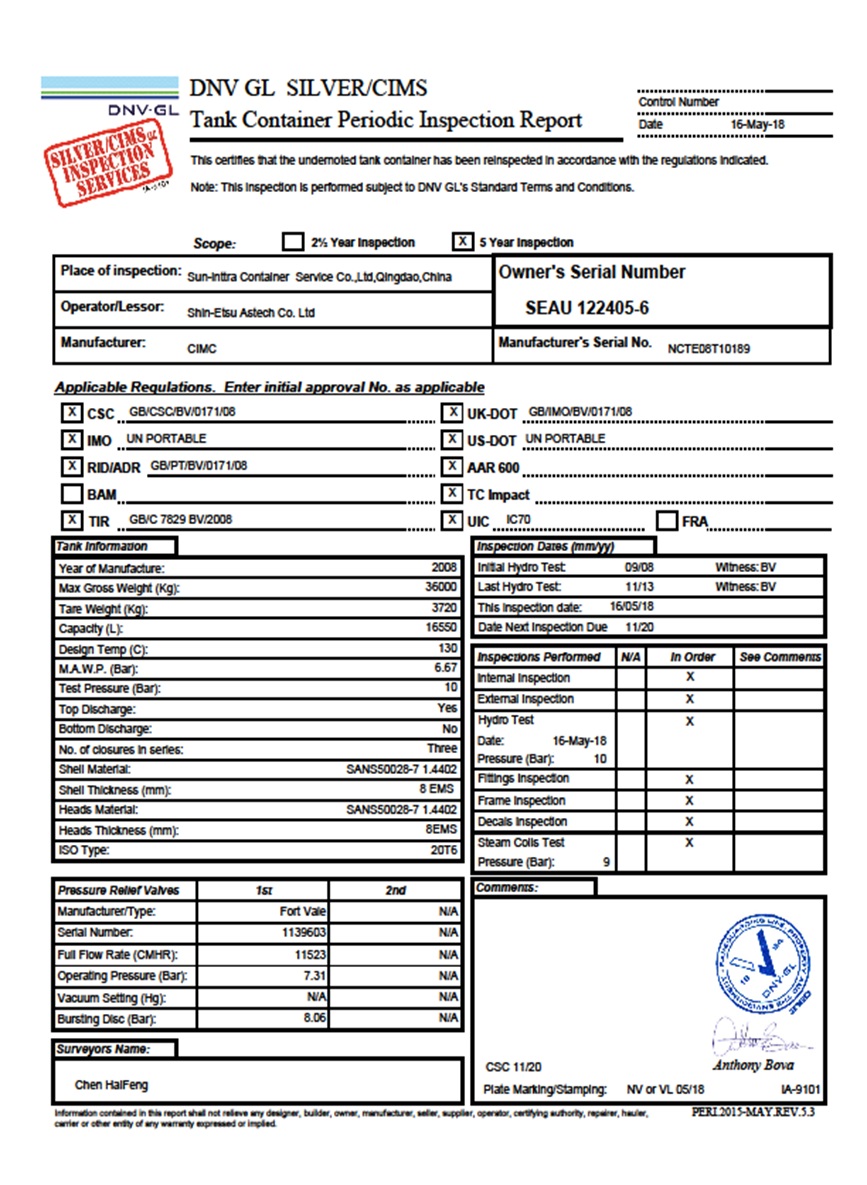 DNV·GL
DNV GL SILVER/CIMS
Tank Container Periodic Inspection Report
Control Number
Date 16-May-18
SILVER/CIMS
INSPECTION
SERVICES
IA-9101
This certifies that the undernoted tank container has been reinspected in accordance with the regulations indicated.
Note: This inspection is performed subject to DNV GL's Standard Terms and Conditions.
Scope: 2½ Year Inspection X 5 Year Inspection
Place of inspection: Sun-Inttra Container Service Co.,Ltd,Qingdao,China
Owner's Serial Number
SEAU 122405-6
Operator/Lessor: Shin-Etsu Astech Co. Ltd
Manufacturer: CIMC
Manufacturer's Serial No. NCTE08T10189
Applicable Regulations. Enter initial approval No. as applicable
X CSC GB/CSC/BV/0171/08 X UK-DOT GB/IMO/BV/0171/08
X IMO UN PORTABLE X US-DOT UN PORTABLE
X RID/ADR GB/PT/BV/0171/08 X AAR 600
BAM X TC Impact
X TIR GB/C 7829 BV/2008 X UIC IC70 FRA
Tank Information
Year of Manufacture: 2008
Max Gross Weight (Kg): 36000
Tare Weight (Kg): 3720
Capacity (L): 16550
Design Temp (C): 130
M.A.W.P. (Bar): 6.67
Test Pressure (Bar): 10
Top Discharge: Yes
Bottom Discharge: No
No. of closures in series: Three
Shell Material: SANS50028-7 1.4402
Shell Thickness (mm): 8 EMS
Heads Material: SANS50028-7 1.4402
Heads Thickness (mm): 8EMS
ISO Type: 20T6
Inspection Dates (mm/yy)
Initial Hydro Test: 09/08 Witness: BV
Last Hydro Test: 11/13 Witness: BV
This inspection date: 16/05/18
Date Next Inspection Due 11/20
Inspections Performed N/A In Order See Comments
Internal Inspection X
External Inspection X
Hydro Test X
Date: 16-May-18
Pressure (Bar): 10
Fittings Inspection X
Frame Inspection X
Decals Inspection X
Steam Coils Test X
Pressure (Bar): 9
Pressure Relief Valves 1st 2nd
Manufacturer/Type: Fort Vale N/A
Serial Number: 1139603 N/A
Full Flow Rate (CMHR): 11523 N/A
Operating Pressure (Bar): 7.31 N/A
Vacuum Setting (Hg): N/A N/A
Bursting Disc (Bar): 8.06 N/A
Surveyors Name:
Chen HaiFeng
Comments:
DNV-GL
CSC 11/20
Anthony Bova
Plate Marking/Stamping: NV or VL 05/18 IA-9101
Information contained in this report shall not relieve any designer, builder, owner, manufacturer, seller, supplier, operator, certifying authority, repairer, hauler,
carrier or other entity of any warranty expressed or implied.
PERI.2015-MAY.REV.5.3